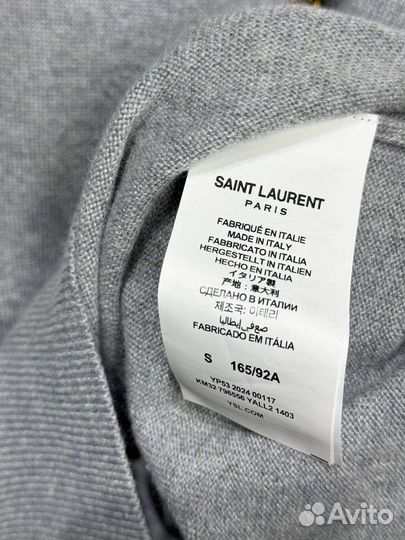 SAINT LAURENT
PARIS
FABRIQUÉ EN ITALIE
MADE IN ITALY
FABBRICATO IN ITALIA
HERGESTELLT IN ITALIEN
HECHO EN ITALIA
イタリア製
产地：意大利
СДЕЛАНО В ИТАЛИИ
제조국: 이태리
صنع في إيطاليا
FABRICADO EM ITÁLIA
S 165/92A
YP53 2024 00117
KM32 796556 YALL2 1403
YSL.COM
Avito